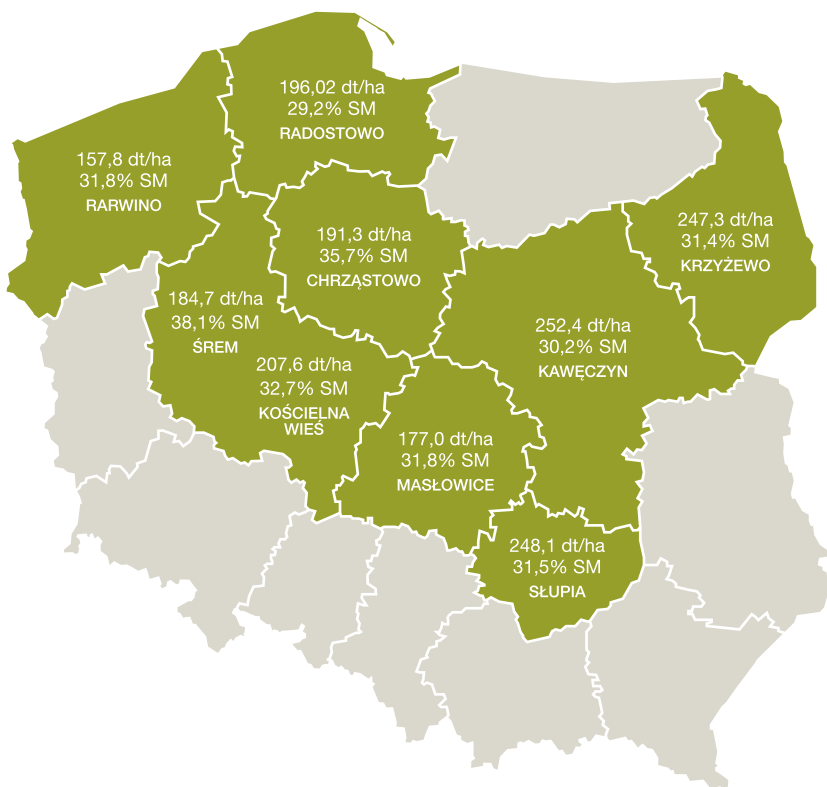 196,02 dt/ha
29,2% SM
RADOSTOWO
157,8 dt/ha
31,8% SM
RARWINO
247,3 dt/ha
31,4% SM
KRZYŻEWO
191,3 dt/ha
35,7% SM
CHRZĄSTOWO
184,7 dt/ha
38,1% SM
ŚREM
252,4 dt/ha
30,2% SM
KAWĘCZYN
207,6 dt/ha
32,7% SM
KOŚCIELNA
WIEŚ
177,0 dt/ha
31,8% SM
MASŁOWICE
248,1 dt/ha
31,5% SM
SŁUPIA